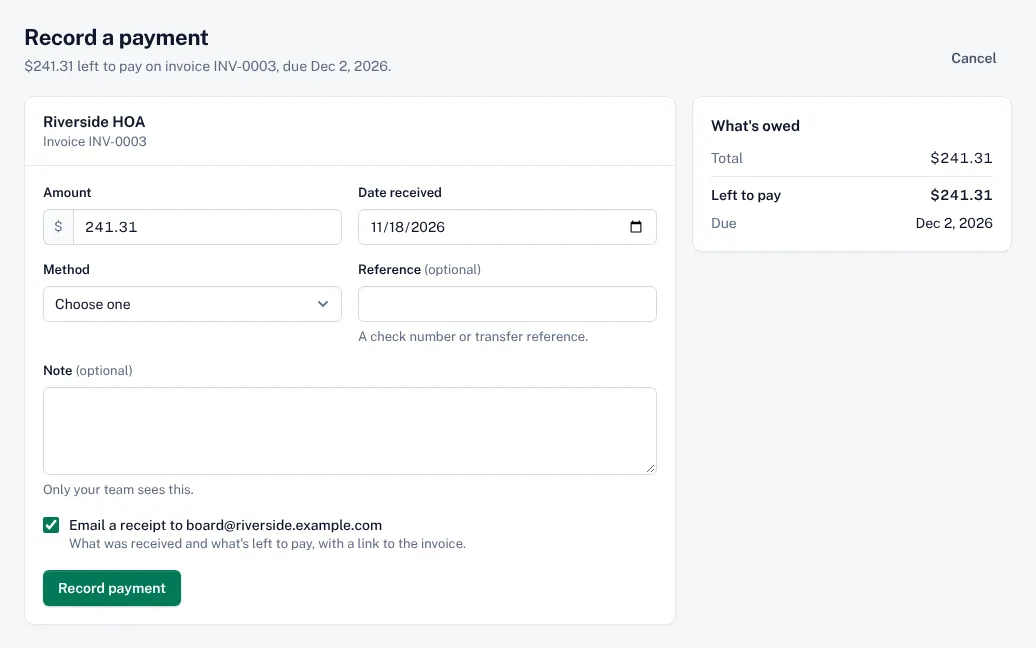 Record a payment
$241.31 left to pay on invoice INV-0003, due Dec 2, 2026.
Cancel
Riverside HOA
Invoice INV-0003
Amount
$ 241.31
Date received
11/18/2026
Method
Choose one
Reference (optional)
A check number or transfer reference.
Note (optional)
Only your team sees this.
Email a receipt to board@riverside.example.com
What was received and what's left to pay, with a link to the invoice.
Record payment
What's owed
Total $241.31
Left to pay $241.31
Due Dec 2, 2026